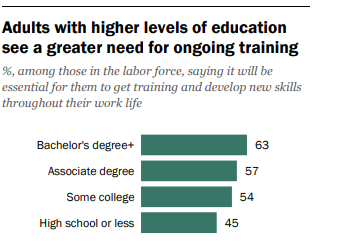 Adults with higher levels of education
see a greater need for ongoing training
%, among those in the labor force, saying it will be
essential for them to get training and develop new skills
throughout their work life
Bachelor's degree+ 63
Associate degree 57
Some college 54
High school or less 45